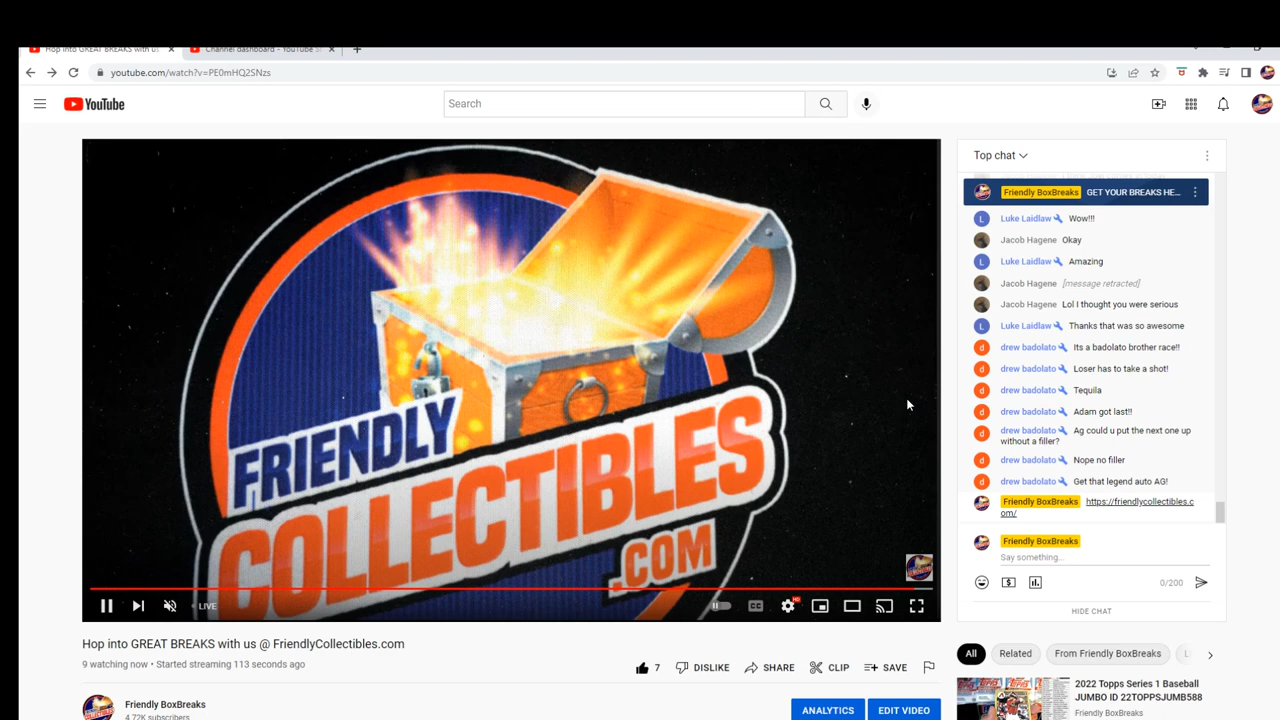 Hop into GREAT BREAKS with us
Channel dashboard - YouTube S
youtube.com/watch?v=PE0mHQ2SNzs
YouTube
Search
FRIENDLY
COLLECTIBLES
.COM
LIVE
Top chat
Friendly BoxBreaks GET YOUR BREAKS HE...
Luke Laidlaw Wow!!!
Jacob Hagene Okay
Luke Laidlaw Amazing
Jacob Hagene [message retracted]
Jacob Hagene Lol I thought you were serious
Luke Laidlaw Thanks that was so awesome
drew badolato Its a badolato brother race!!
drew badolato Loser has to take a shot!
drew badolato Tequila
drew badolato Adam got last!!
drew badolato Ag could u put the next one up
without a filler?
drew badolato Nope no filler
drew badolato Get that legend auto AG!
Friendly BoxBreaks https://friendlycollectibles.c
om/
Friendly BoxBreaks
Say something...
0/200
HIDE CHAT
Hop into GREAT BREAKS with us @ FriendlyCollectibles.com
9 watching now • Started streaming 113 seconds ago
7 DISLIKE SHARE CLIP SAVE
Friendly BoxBreaks
4.72K subscribers
ANALYTICS EDIT VIDEO
All Related From Friendly BoxBreaks
2022 Topps Series 1 Baseball
JUMBO ID 22TOPPSJUMB588
Friendly BoxBreaks